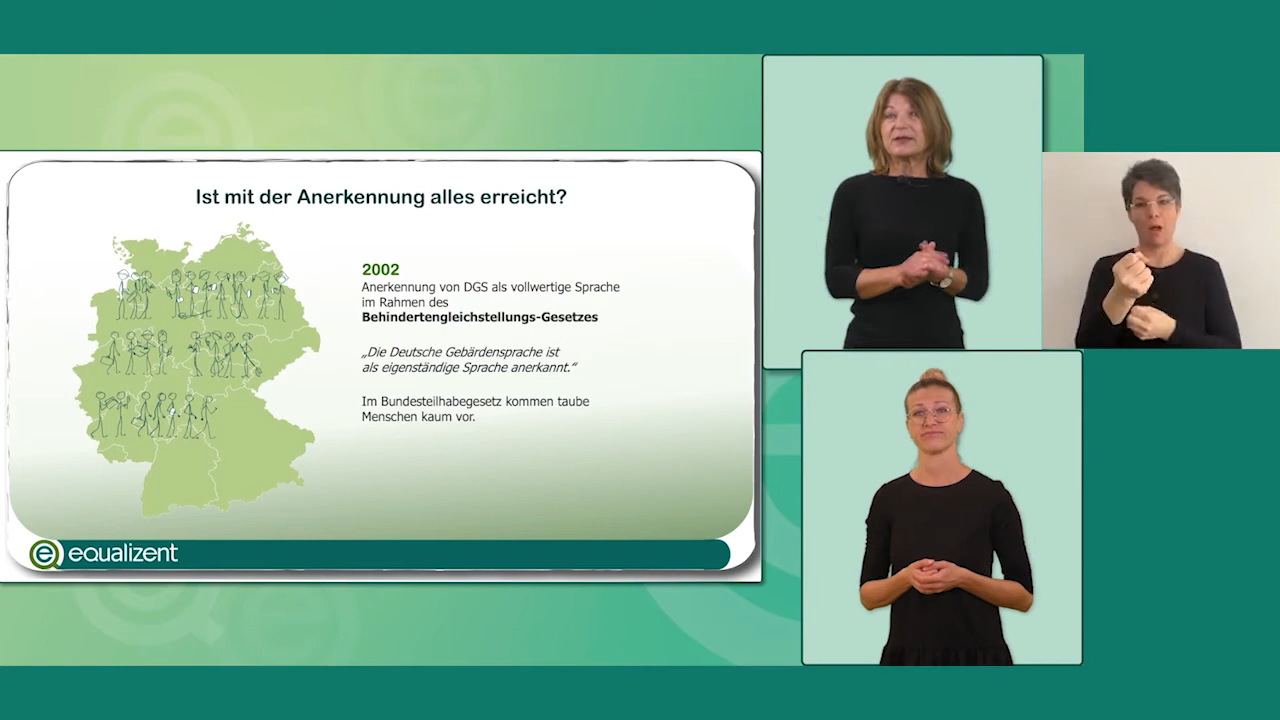 Ist mit der Anerkennung alles erreicht?
2002
Anerkennung von DGS als vollwertige Sprache
im Rahmen des
Behindertengleichstellungs-Gesetzes
„Die Deutsche Gebärdensprache ist
als eigenständige Sprache anerkannt.“
Im Bundesteilhabegesetz kommen taube
Menschen kaum vor.
equalizent